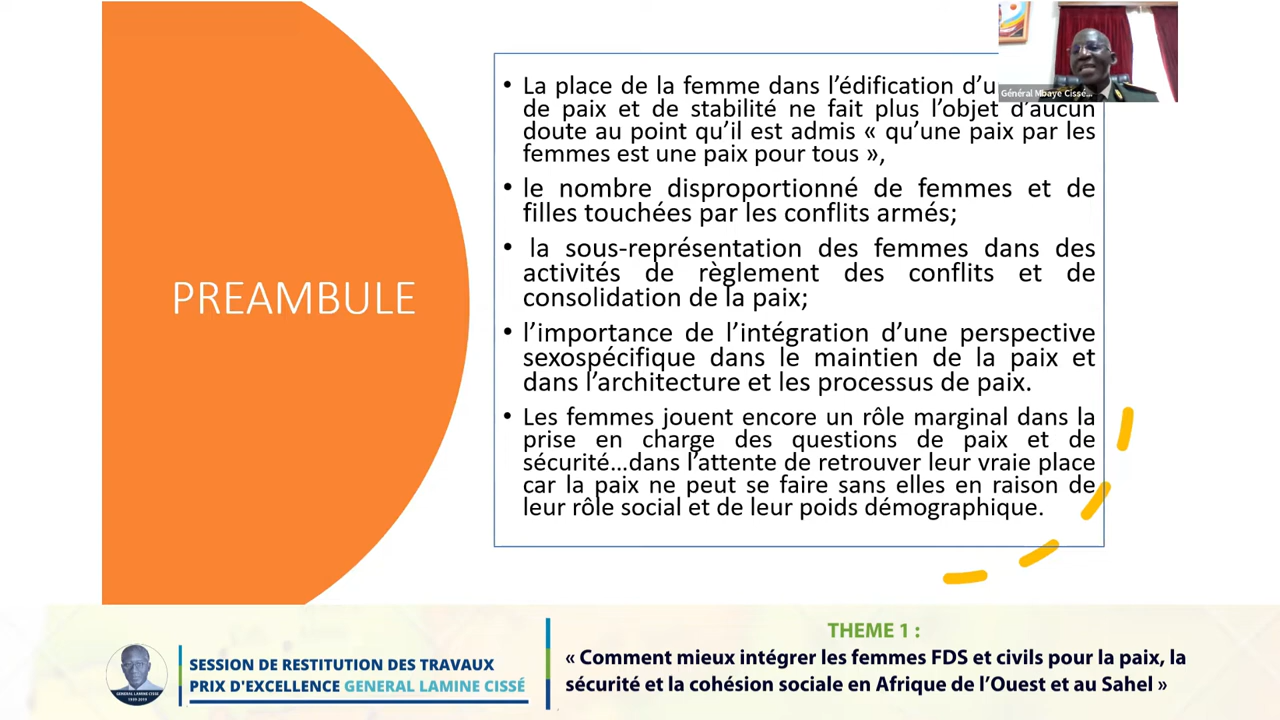 PREAMBULE
• La place de la femme dans l’édification d’u
de paix et de stabilité ne fait plus l’objet d’aucun
doute au point qu’il est admis « qu’une paix par les
femmes est une paix pour tous »,
• le nombre disproportionné de femmes et de
filles touchées par les conflits armés;
• la sous-représentation des femmes dans des
activités de règlement des conflits et de
consolidation de la paix;
• l’importance de l’intégration d’une perspective
sexospécifique dans le maintien de la paix et
dans l’architecture et les processus de paix.
• Les femmes jouent encore un rôle marginal dans la
prise en charge des questions de paix et de
sécurité...dans l’attente de retrouver leur vraie place
car la paix ne peut se faire sans elles en raison de
leur rôle social et de leur poids démographique.
Général Mbaye Cissé...
GENERAL LAMINE CISSÉ
SESSION DE RESTITUTION DES TRAVAUX
PRIX D'EXCELLENCE GENERAL LAMINE CISSÉ
THEME 1 :
« Comment mieux intégrer les femmes FDS et civils pour la paix, la
sécurité et la cohésion sociale en Afrique de l’Ouest et au Sahel »